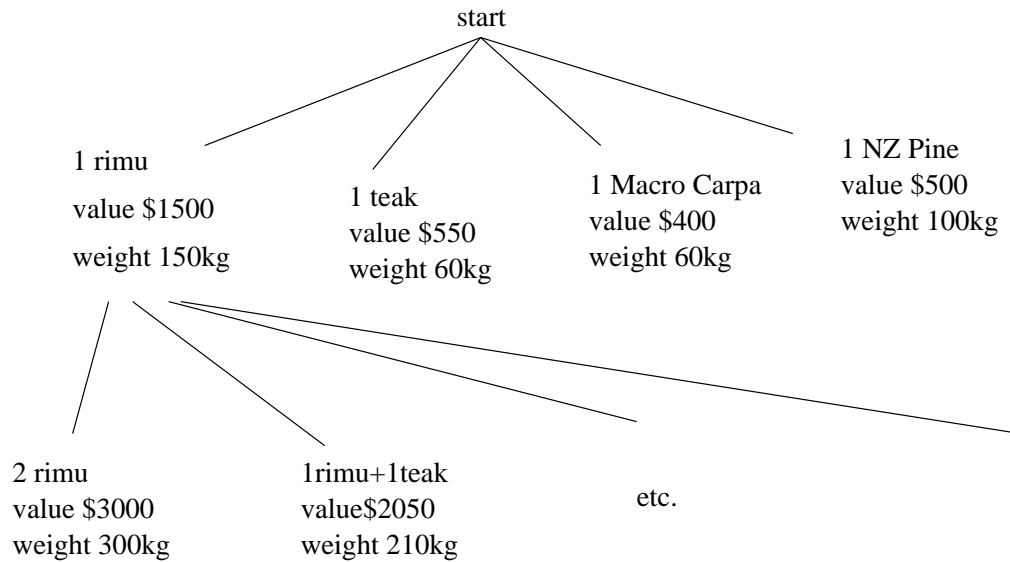 start
1 rimu
value $1500
weight 150kg
1 teak
value $550
weight 60kg
1 Macro Carpa
value $400
weight 60kg
1 NZ Pine
value $500
weight 100kg
2 rimu
value $3000
weight 300kg
1rimu+1teak
value$2050
weight 210kg
etc.